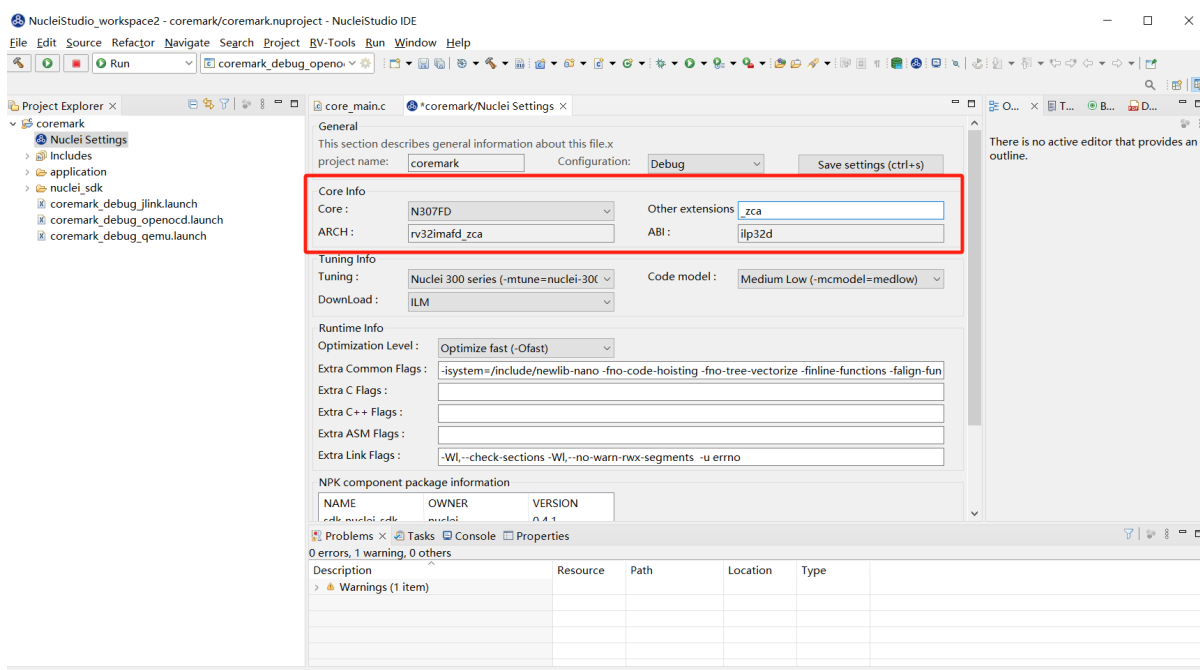 NucleiStudio_workspace2 - coremark/coremark.nuproject - NucleiStudio IDE
File Edit Source Refactor Navigate Search Project RV-Tools Run Window Help
Run coremark_debug_openo
Project Explorer
coremark
Nuclei Settings
Includes
application
nuclei_sdk
coremark_debug_jlink.launch
coremark_debug_openocd.launch
coremark_debug_qemu.launch
core_main.c *coremark/Nuclei Settings
General
This section describes general information about this file.x
project name: coremark Configuration: Debug Save settings (ctrl+s)
Core Info
Core : N307FD Other extensions _zca
ARCH : rv32imafd_zca ABI : ilp32d
Tuning Info
Tuning : Nuclei 300 series (-mtune=nuclei-300 Code model : Medium Low (-mcmodel=medlow)
DownLoad : ILM
Runtime Info
Optimization Level : Optimize fast (-Ofast)
Extra Common Flags : -isystem=/include/newlib-nano -fno-code-hoisting -fno-tree-vectorize -finline-functions -falign-fun
Extra C Flags :
Extra C++ Flags :
Extra ASM Flags :
Extra Link Flags : -Wl,--check-sections -Wl,--no-warn-rwx-segments -u errno
NPK component package information
NAME OWNER VERSION
sdk-nuclei_sdk nuclei 0.4.1
O... T... B... D...
There is no active editor that provides an
outline.
Problems Tasks Console Properties
0 errors, 1 warning, 0 others
Description Resource Path Location Type
Warnings (1 item)